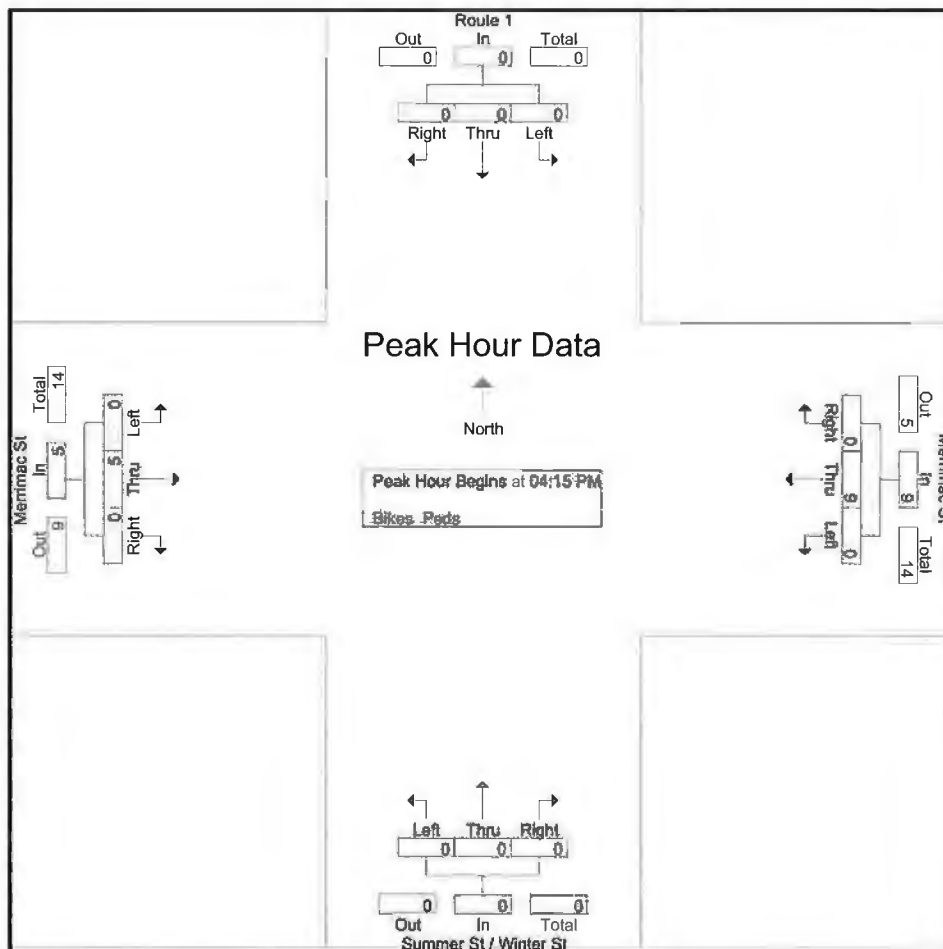 Route 1
Out In Total
0 0 0
0 0 0
Right Thru Left
Peak Hour Data
North
Peak Hour Begins at 04:15 PM
Bikes Peds
Merrimac St
Total In Out
14 5 9
0 5 0
Left Thru Right
Right Thru Left
0 9 0
Out In Total
5 9 14
Merrimac St
Left Thru Right
0 0 0
0 0 0
Out In Total
Summer St / Winter St